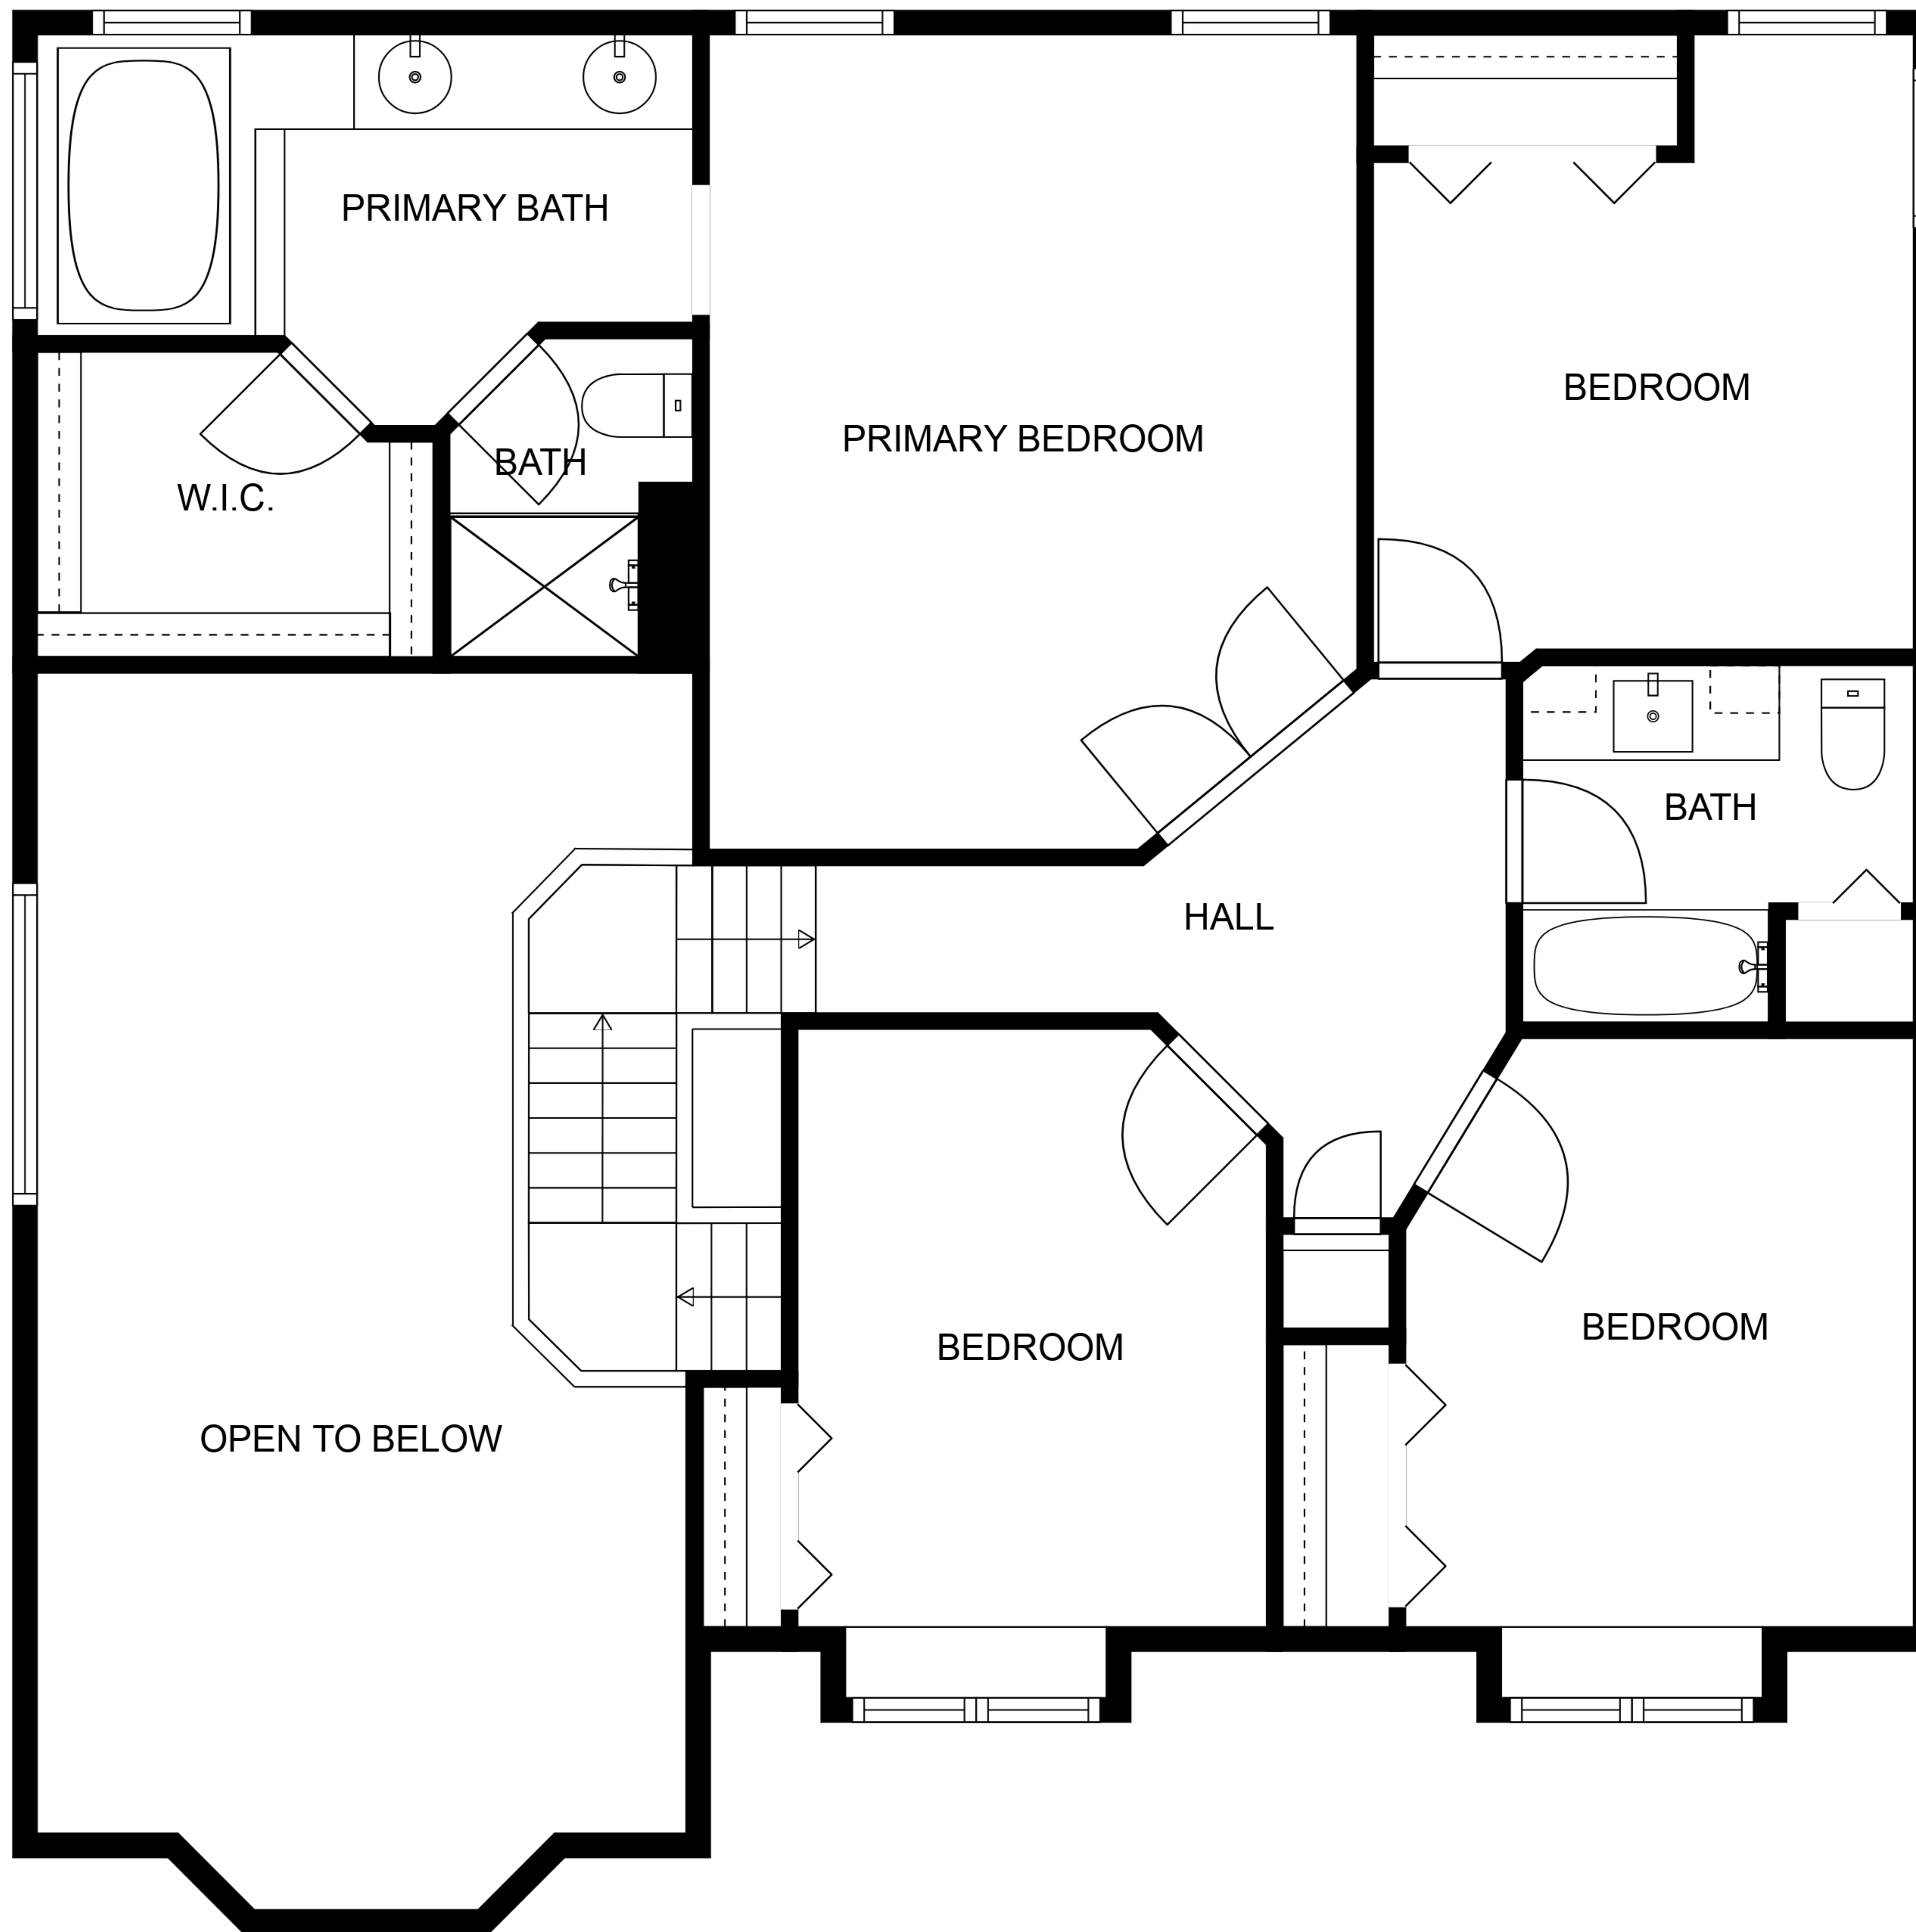 PRIMARY BATH
BEDROOM
PRIMARY BEDROOM
BATH
W.I.C.
BATH
HALL
BEDROOM
BEDROOM
OPEN TO BELOW